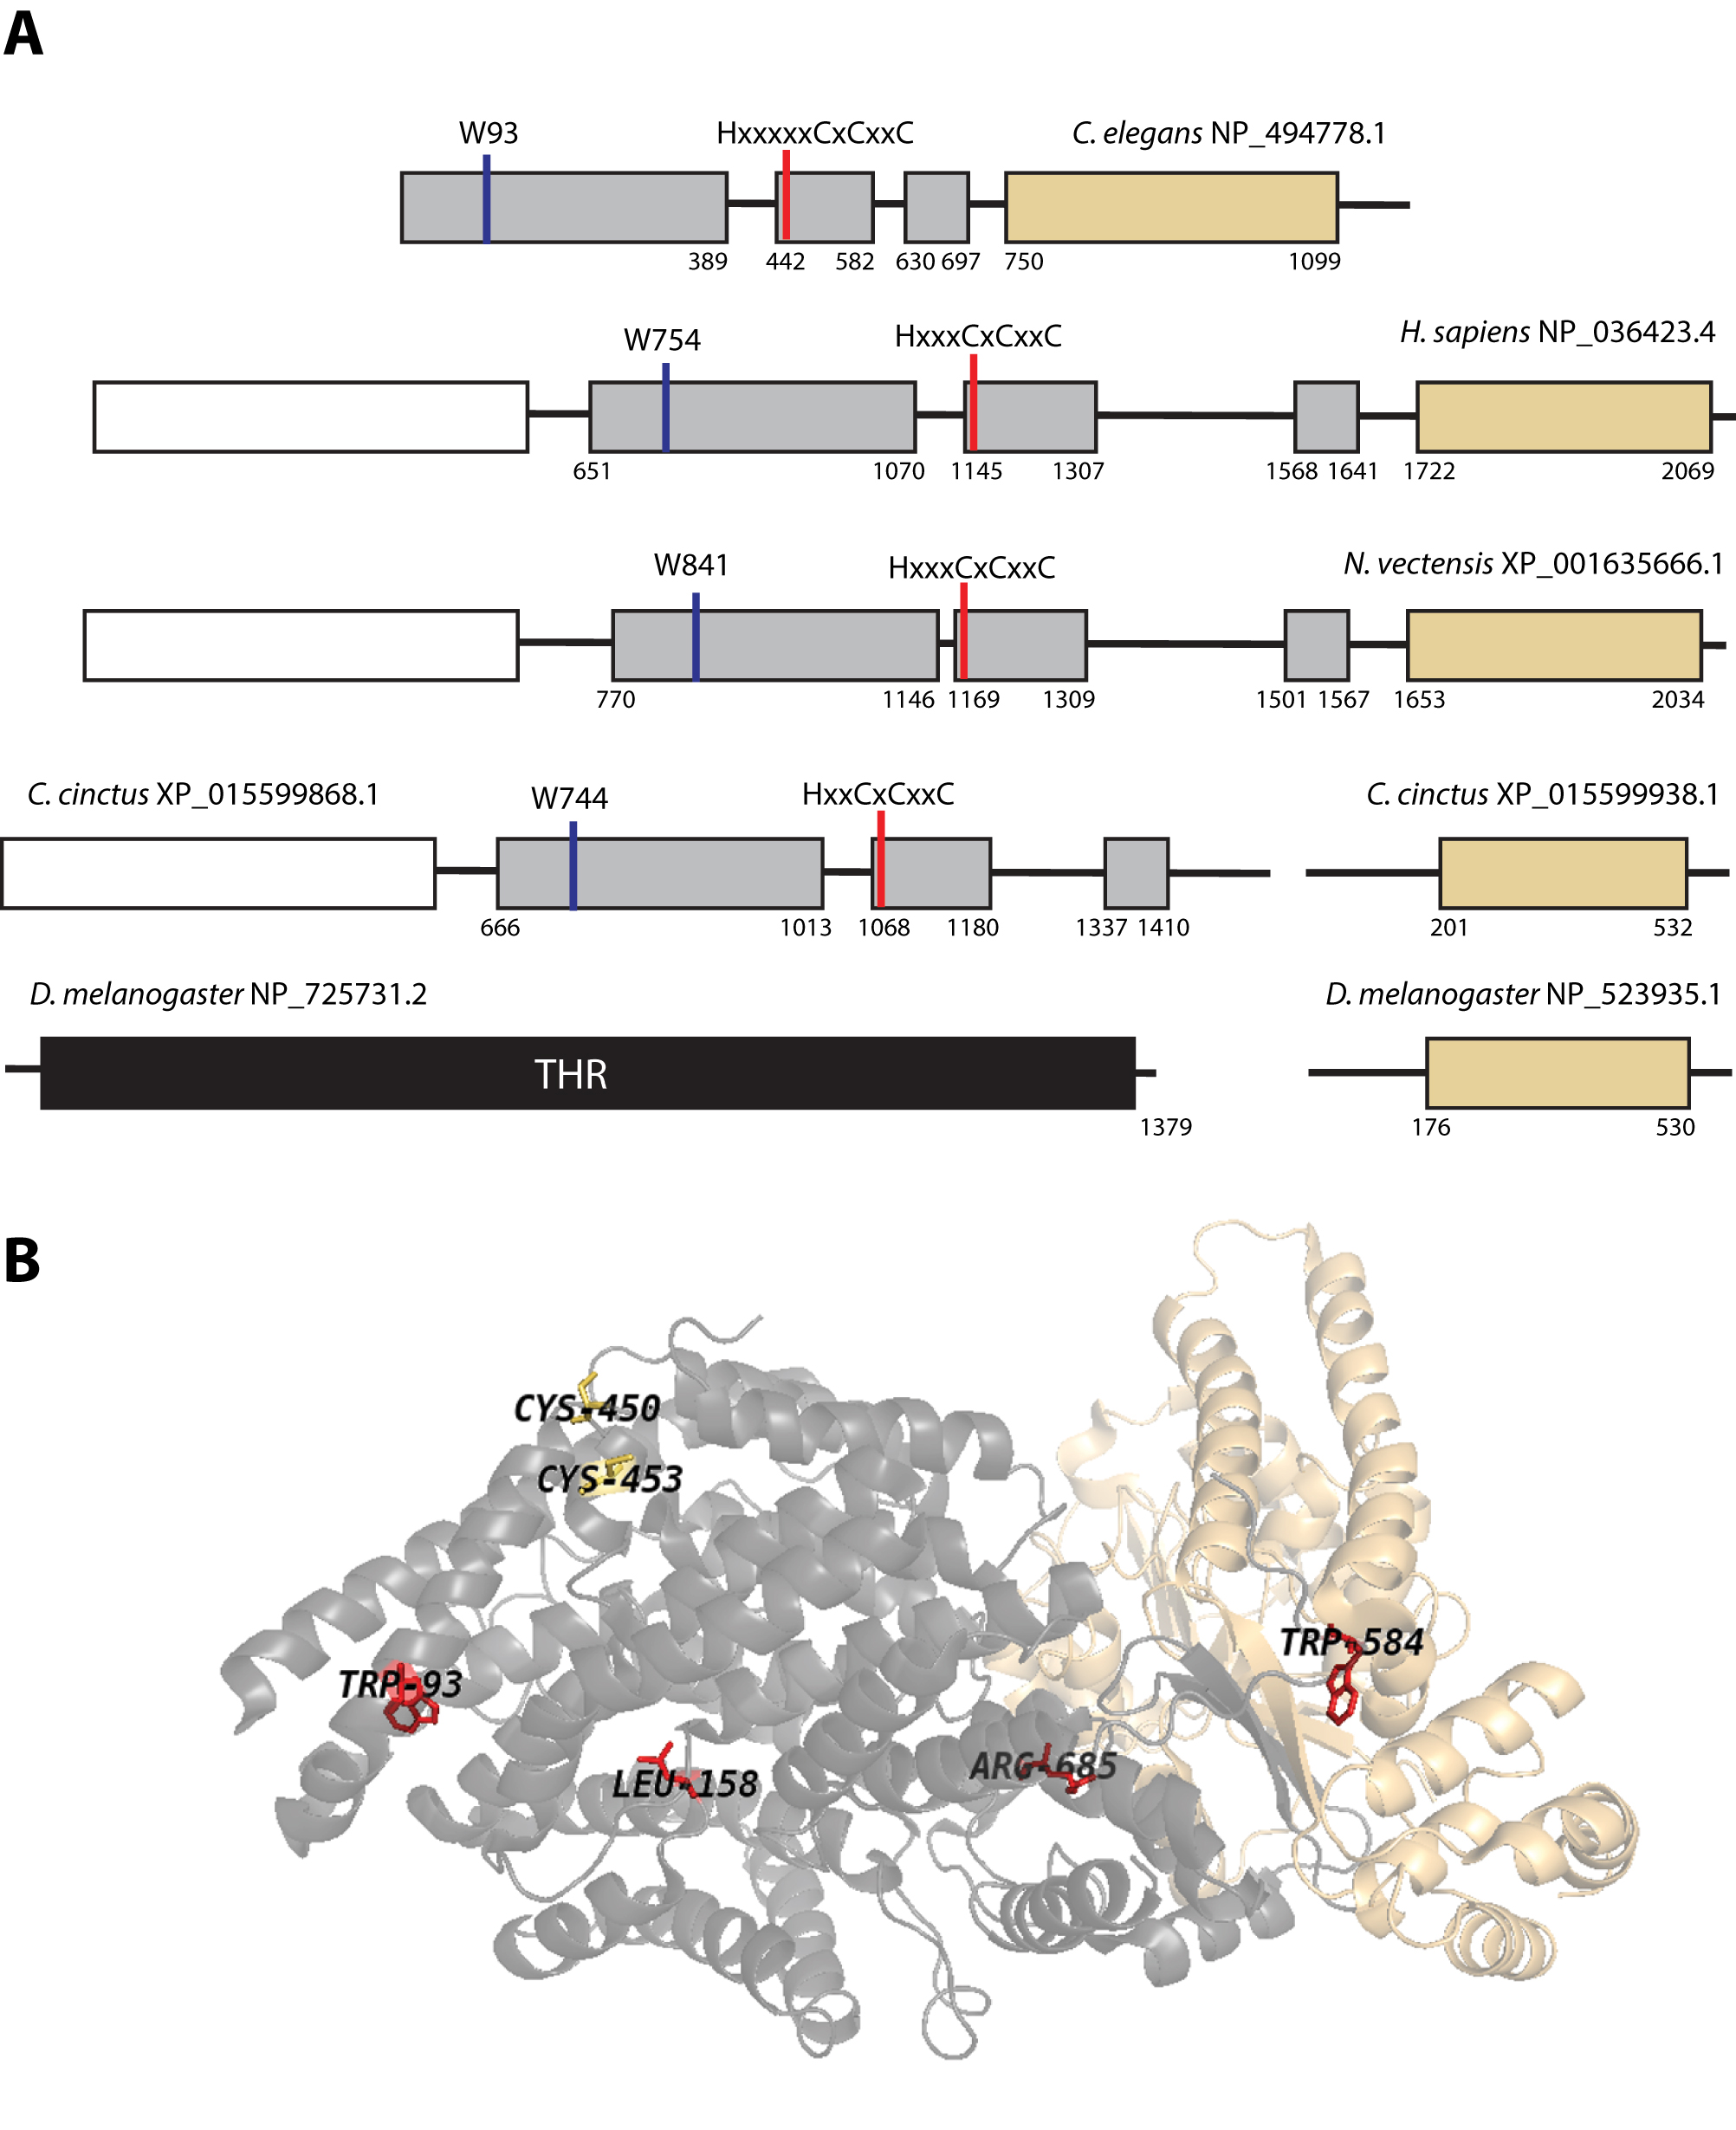 A
W93 HxxxxxCxCxxC C. elegans NP_494778.1
389 442 582 630 697 750 1099
W754 HxxxCxCxxC H. sapiens NP_036423.4
651 1070 1145 1307 1568 1641 1722 2069
W841 HxxxCxCxxC N. vectensis XP_001635666.1
770 1146 1169 1309 1501 1567 1653 2034
C. cinctus XP_015599868.1 W744 HxxCxCxxC C. cinctus XP_015599938.1
666 1013 1068 1180 1337 1410 201 532
D. melanogaster NP_725731.2 D. melanogaster NP_523935.1
THR
1379 176 530
B
CYS-450
CYS-453
TRP-584
TRP-93
ARG-685
LEU-158